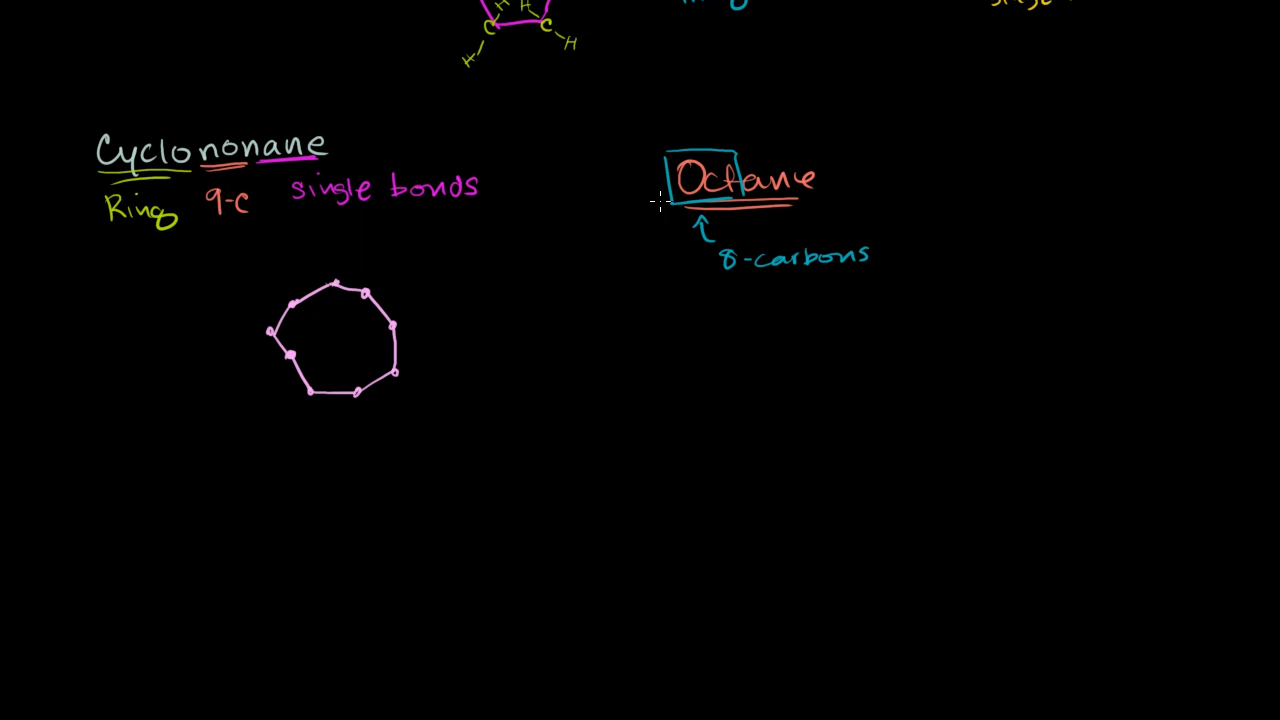 H H
C C
H H
Cyclononane
Ring 9-C single bonds
Octane
8-carbons